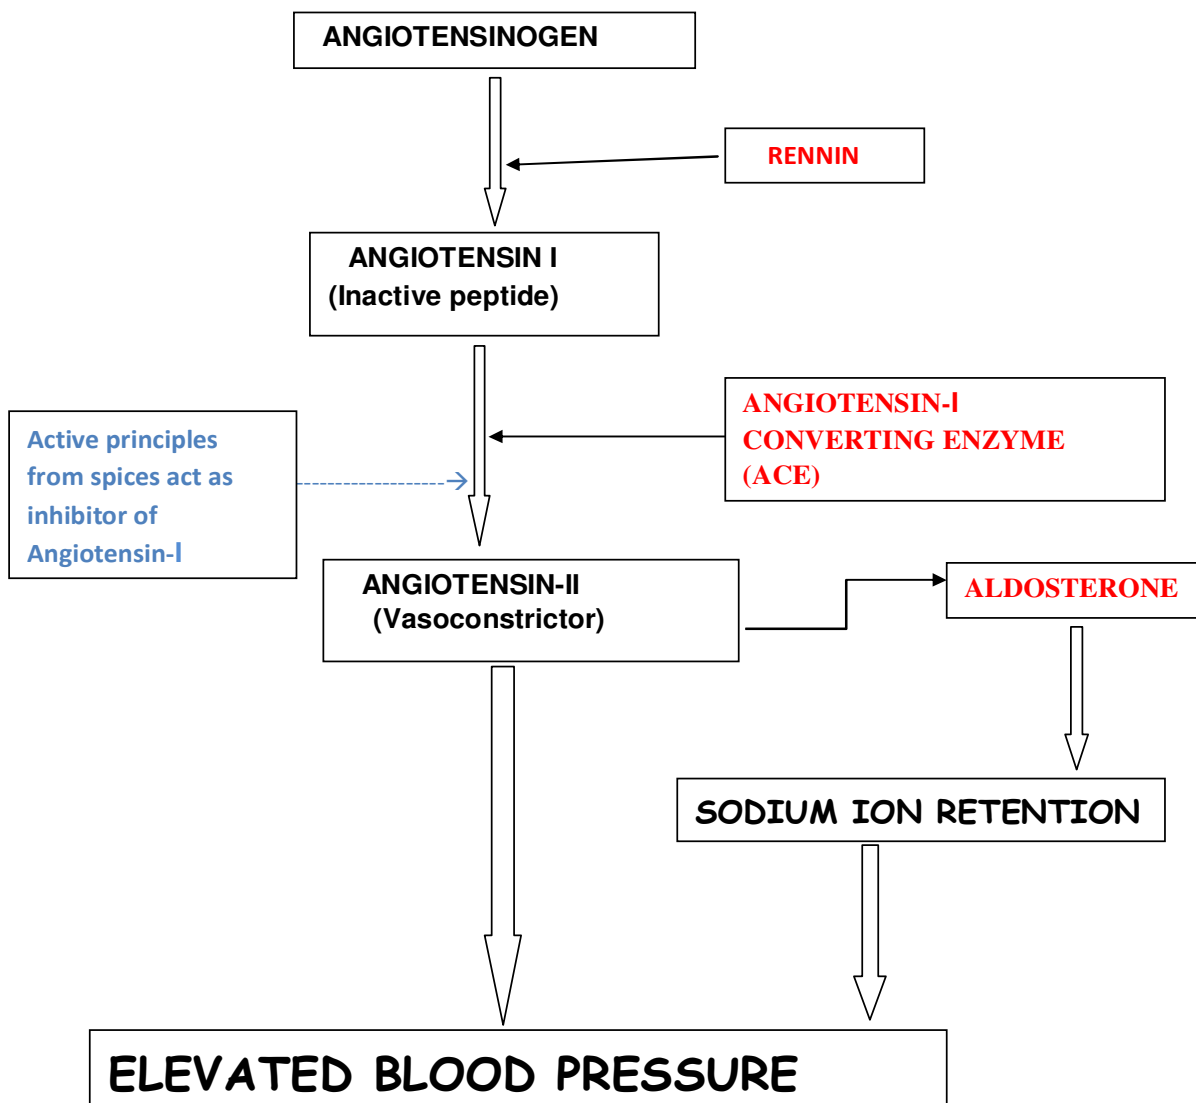 ANGIOTENSINOGEN
RENNIN
ANGIOTENSIN I
(Inactive peptide)
ANGIOTENSIN-I
CONVERTING ENZYME
(ACE)
Active principles
from spices act as
inhibitor of
Angiotensin-I
ANGIOTENSIN-II
(Vasoconstrictor)
ALDOSTERONE
SODIUM ION RETENTION
ELEVATED BLOOD PRESSURE